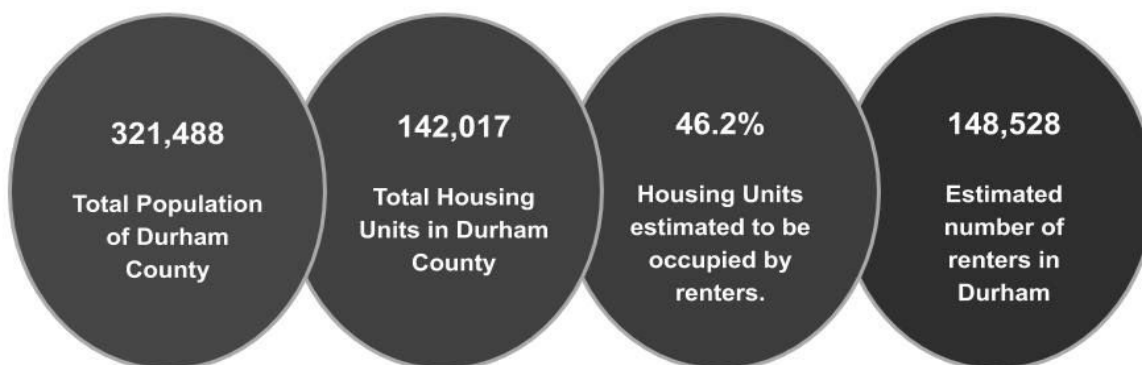 321,488
Total Population
of Durham
County
142,017
Total Housing
Units in Durham
County
46.2%
Housing Units
estimated to be
occupied by
renters.
148,528
Estimated
number of
renters in
Durham